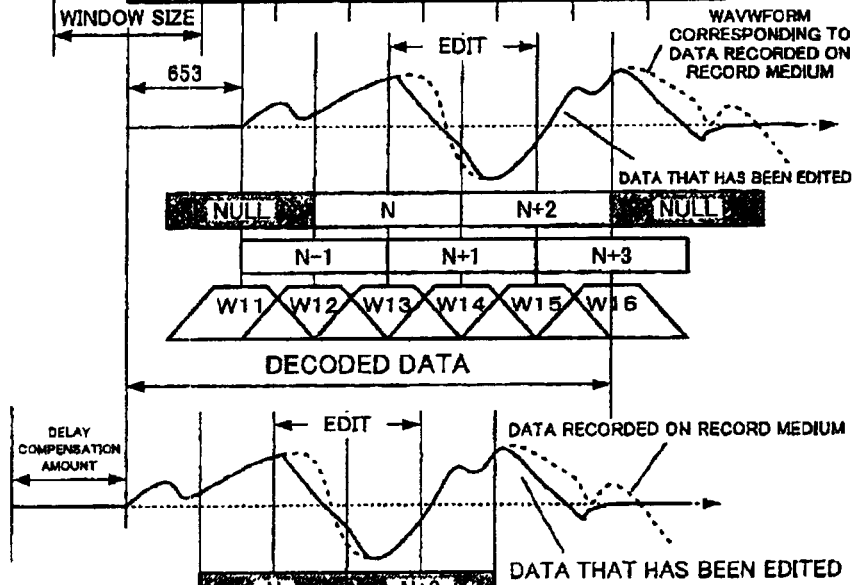 WINDOW SIZE
WAVWFORM
CORRESPONDING TO
DATA RECORDED ON
RECORD MEDIUM
EDIT
653
DATA THAT HAS BEEN EDITED
NULL N N+2 NULL
N-1 N+1 N+3
W11 W12 W13 W14 W15 W16
DECODED DATA
DELAY
COMPENSATION
AMOUNT
EDIT
DATA RECORDED ON RECORD MEDIUM
DATA THAT HAS BEEN EDITED